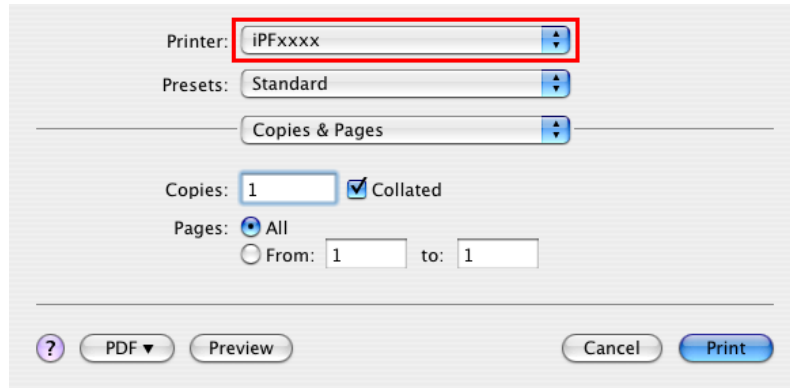 Printer: iPFxxxx
Presets: Standard
Copies & Pages
Copies: 1 Collated
Pages: All
From: 1 to: 1
? PDF▼ Preview Cancel Print